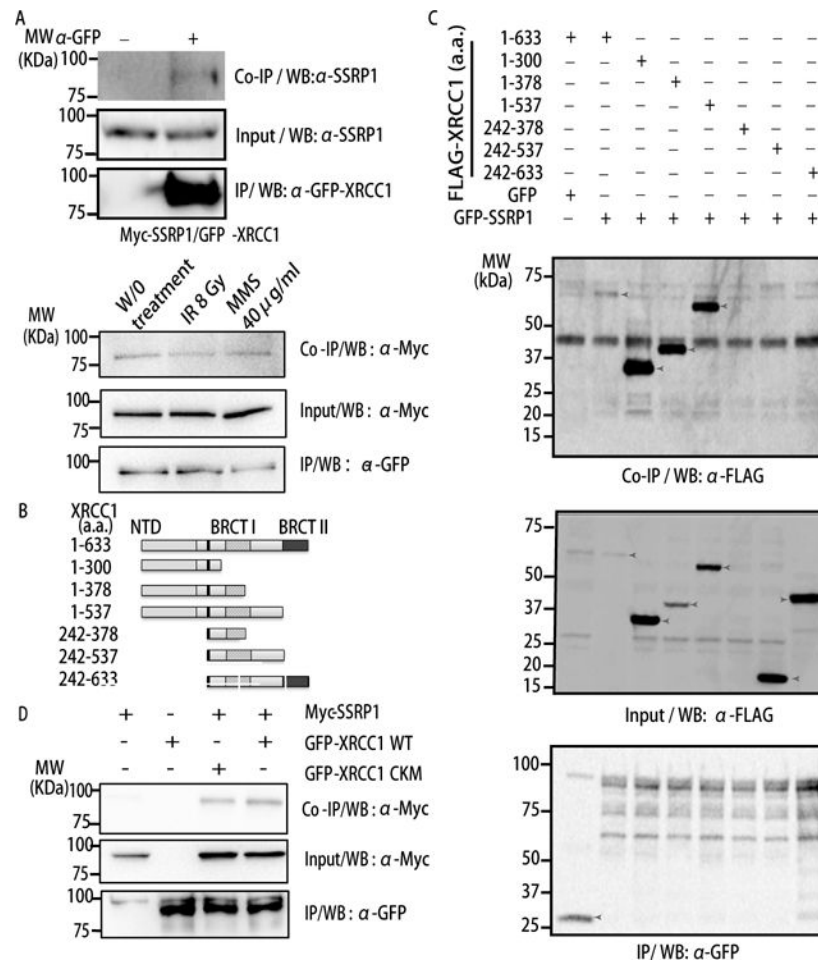 A
MW α-GFP – +
(KDa)
100
75
Co-IP / WB:α-SSRP1
100
75
Input / WB: α-SSRP1
100
75
IP/ WB: α-GFP-XRCC1
Myc-SSRP1/GFP -XRCC1
MW
(KDa)
W/0 treatment
IR 8 Gy
MMS 40 μg/ml
100
75
Co-IP/WB: α-Myc
100
75
Input/WB: α-Myc
100
75
IP/WB : α-GFP
B
XRCC1
(a.a.)
NTD BRCT I BRCT II
1-633
1-300
1-378
1-537
242-378
242-537
242-633
D
+ – + + Myc-SSRP1
– + – + GFP-XRCC1 WT
– – + – GFP-XRCC1 CKM
MW
(KDa)
100
75
Co-IP/WB : α-Myc
100
75
Input/WB : α-Myc
100
75
IP/WB : α-GFP
C
FLAG-XRCC1 (a.a.)
1-633 + + – – – – – –
1-300 – – + – – – – –
1-378 – – – + – – – –
1-537 – – – – + – – –
242-378 – – – – – + – –
242-537 – – – – – – + –
242-633 – – – – – – – +
GFP + – – – – – – –
GFP-SSRP1 – + + + + + + +
MW
(kDa)
75
50
37
25
20
15
Co-IP / WB: α-FLAG
75
50
37
25
20
15
Input / WB: α-FLAG
100
75
50
37
25
IP/ WB: α-GFP